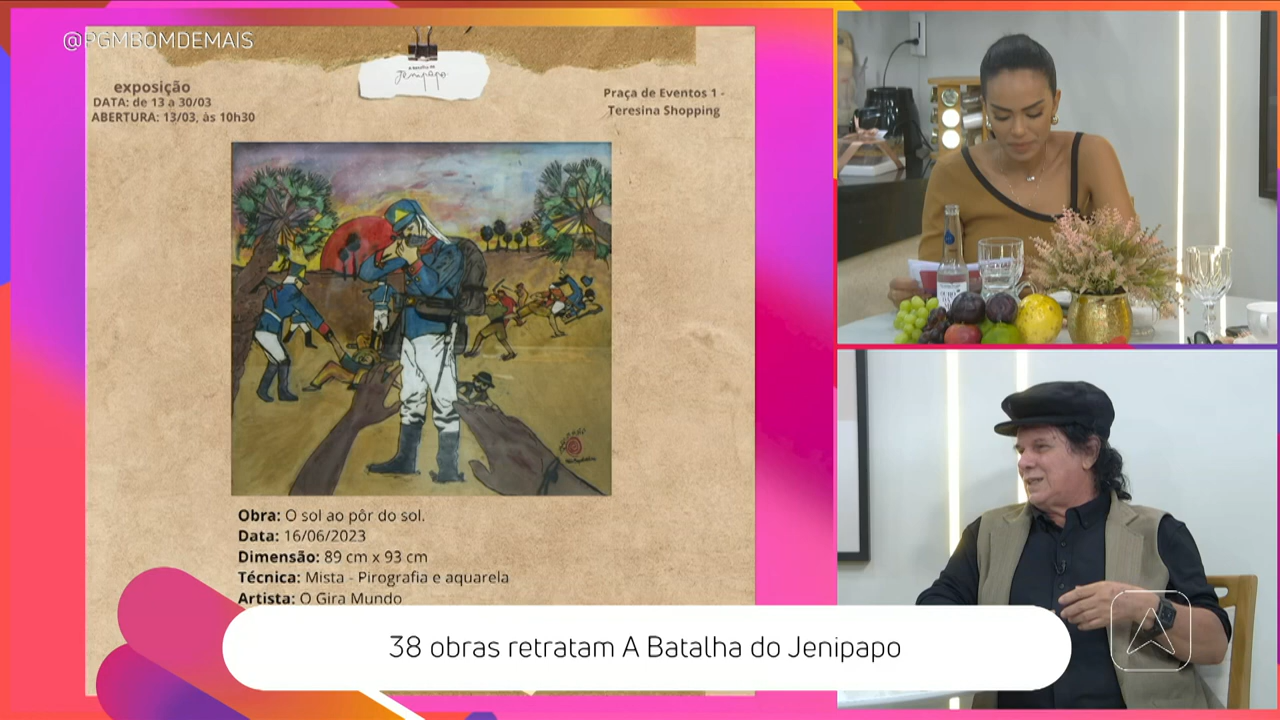 @PGMBOMDEMAIS
Jenipapo
exposição
DATA: de 13 a 30/03
ABERTURA: 13/03, ás 10h30
Praça de Eventos 1 -
Teresina Shopping
Obra: O sol ao pôr do sol.
Data: 16/06/2023
Dimensão: 89 cm x 93 cm
Técnica: Mista - Pirografia e aquarela
Artista: O Gira Mundo
38 obras retratam A Batalha do Jenipapo